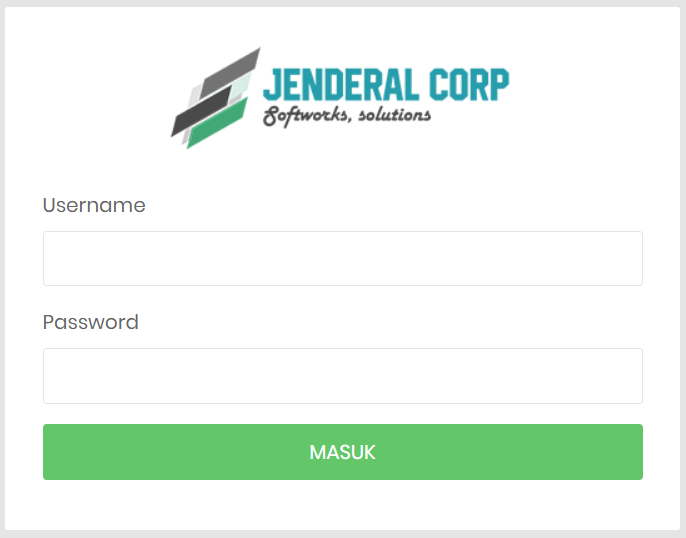 JENDERAL CORP
Softworks, solutions
Username
Password
MASUK